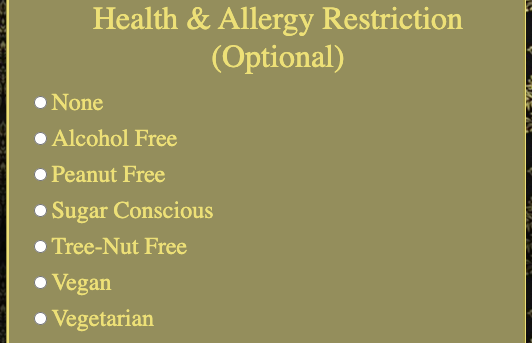 Health & Allergy Restriction
(Optional)
None
Alcohol Free
Peanut Free
Sugar Conscious
Tree-Nut Free
Vegan
Vegetarian